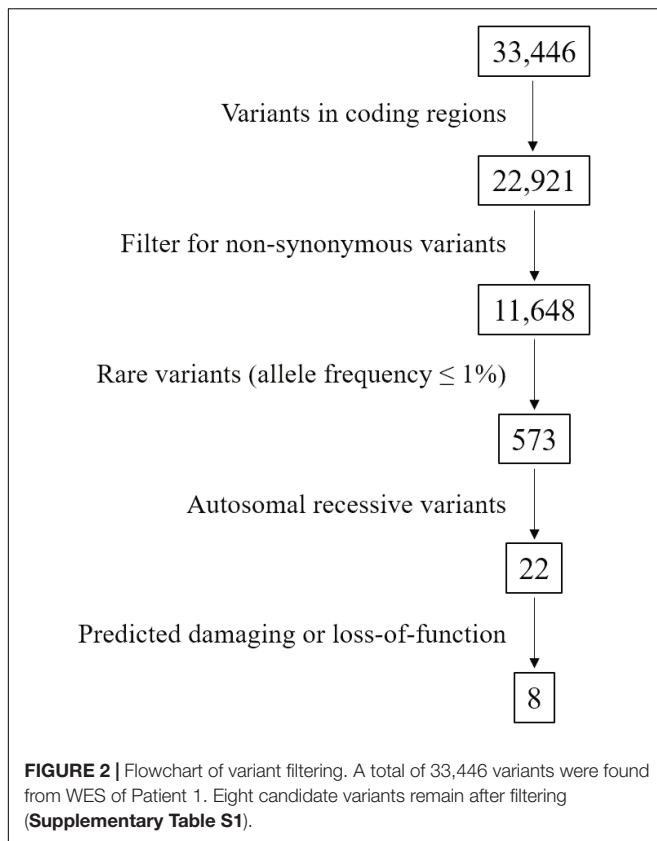 33,446
Variants in coding regions
22,921
Filter for non-synonymous variants
11,648
Rare variants (allele frequency ≤ 1%)
573
Autosomal recessive variants
22
Predicted damaging or loss-of-function
8
FIGURE 2 | Flowchart of variant filtering. A total of 33,446 variants were found
from WES of Patient 1. Eight candidate variants remain after filtering
(Supplementary Table S1).